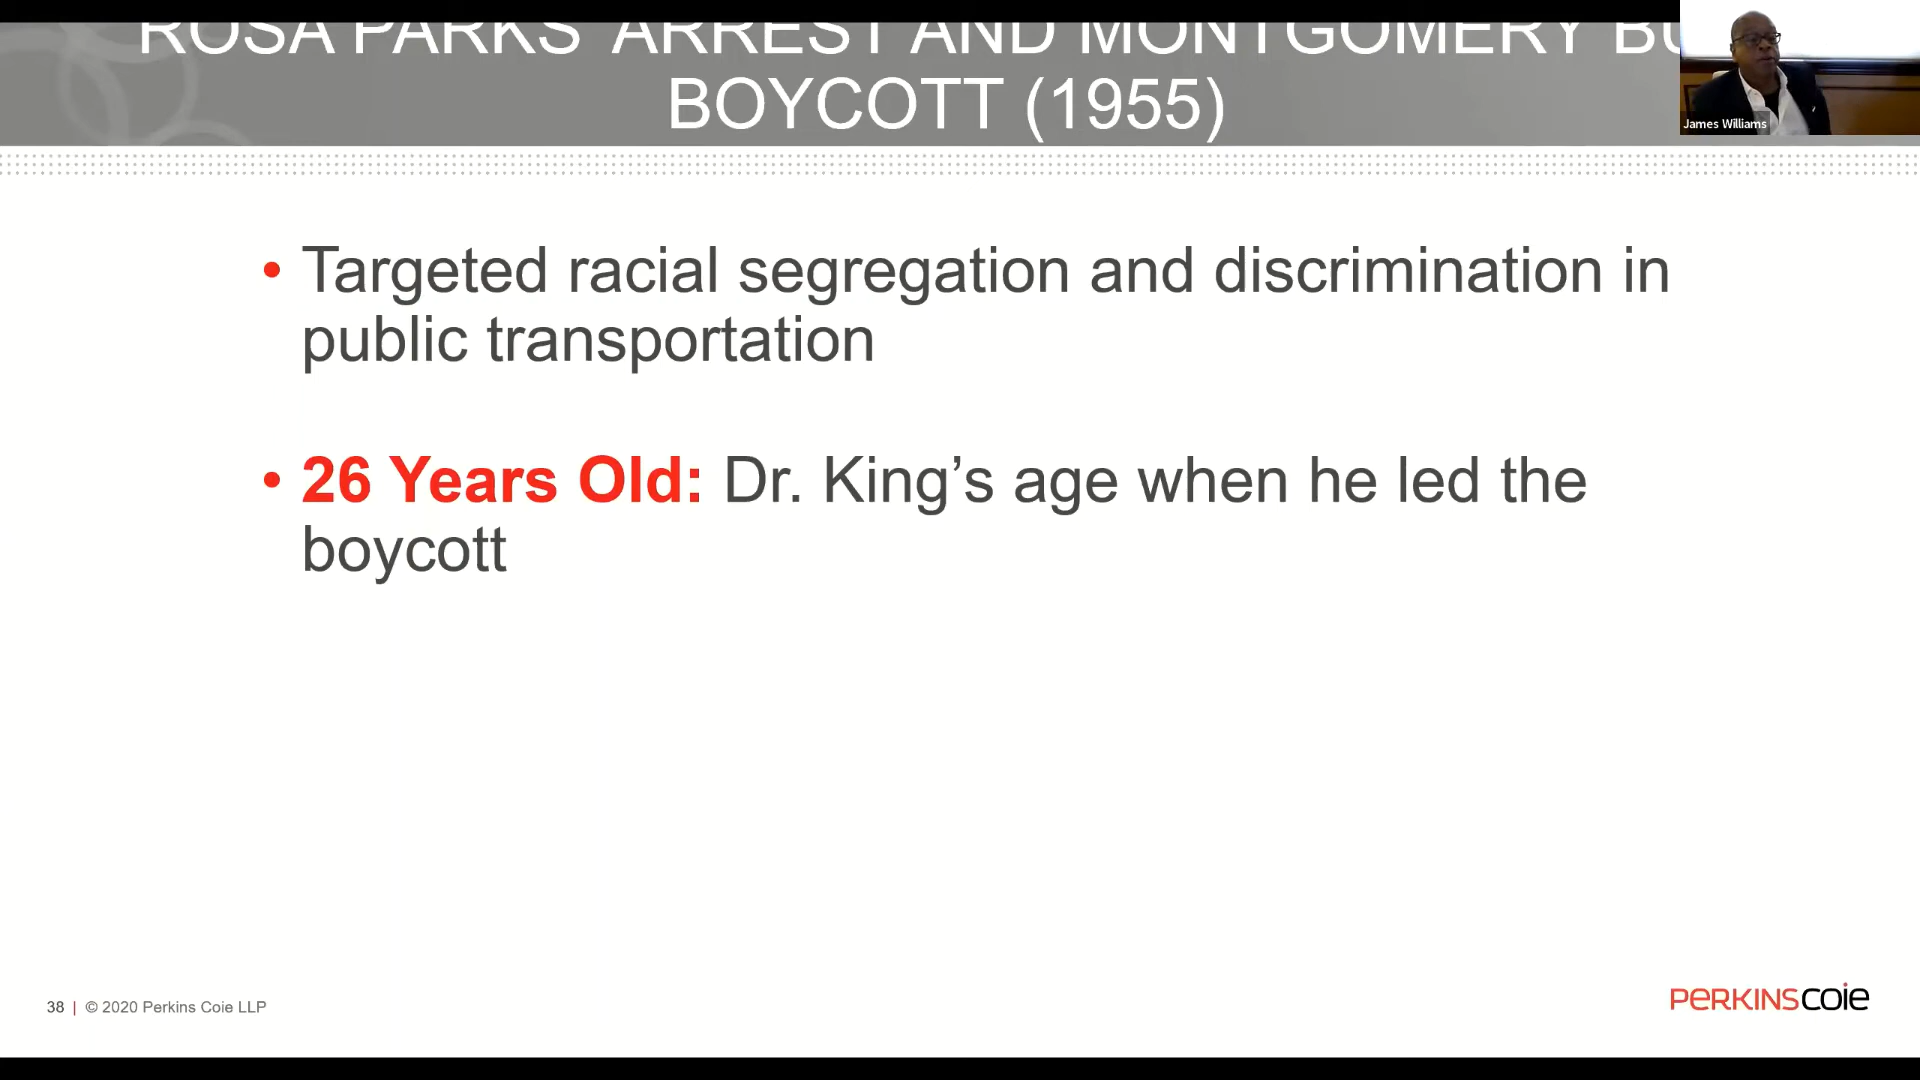 ROSA PARKS' ARREST AND MONTGOMERY
BOYCOTT (1955)
James Williams
• Targeted racial segregation and discrimination in
public transportation
• 26 Years Old: Dr. King’s age when he led the
boycott
38 | © 2020 Perkins Coie LLP
PERKINSCOIE